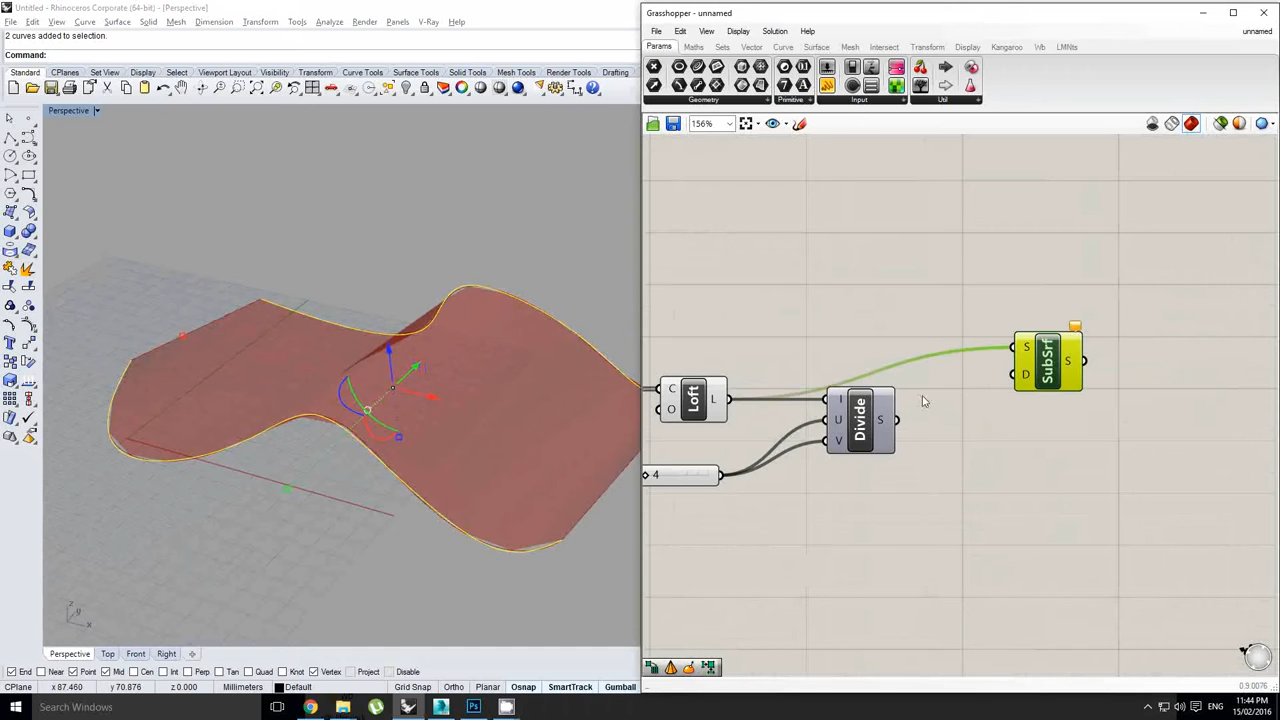 Untitled - Rhinoceros Corporate (64-bit) - [Perspective]
File Edit View Curve Surface Solid Mesh Dimension Transform Tools Analyze Render Panels V-Ray Help
2 curves added to selection.
Command:
Standard CPlanes Set View Display Select Viewport Layout Visibility Transform Curve Tools Surface Tools Solid Tools Mesh Tools Render Tools Drafting
Perspective
z
y
x
Perspective Top Front Right
End Near Point Mid Cen Int Perp Tan Quad Knot Vertex Project Disable
CPlane x 87.460 y 70.876 z 0.000 Millimeters Default Grid Snap Ortho Planar Osnap SmartTrack Gumball
Grasshopper - unnamed
File Edit View Display Solution Help
unnamed
Params Maths Sets Vector Curve Surface Mesh Intersect Transform Display Kangaroo Wb LMNts
Geometry Primitive Input Util
156%
C O Loft L
4
I U V Divide S
S D SubSrf S
0.9.0076
Search Windows
ENG
11:44 PM
15/02/2016